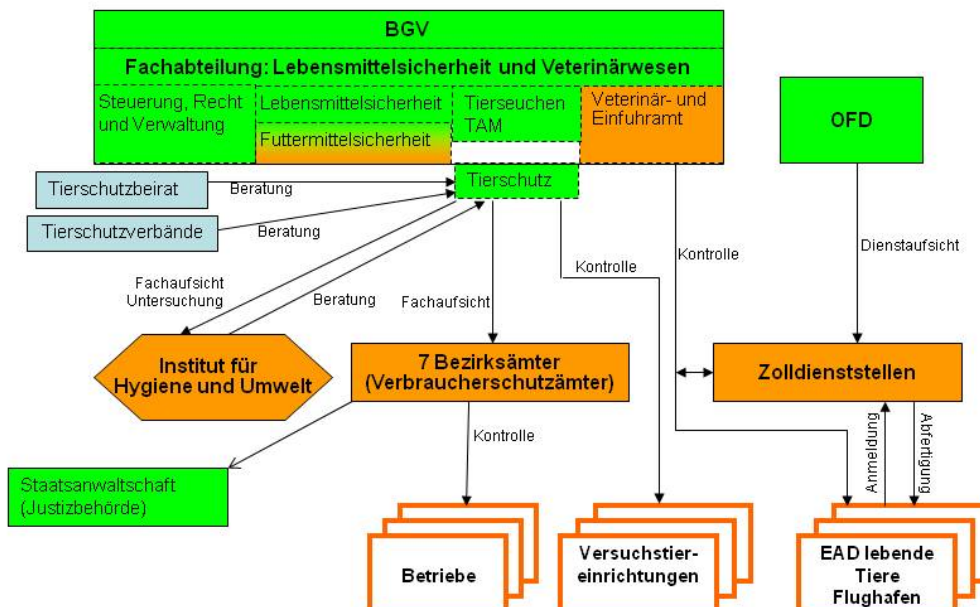 BGV
Fachabteilung: Lebensmittelsicherheit und Veterinärwesen
Steuerung, Recht
und Verwaltung
Lebensmittelsicherheit
Futtermittelsicherheit
Tierseuchen
TAM
Veterinär- und
Einfuhramt
OFD
Tierschutzbeirat
Beratung
Tierschutz
Tierschutzverbände
Beratung
Dienstaufsicht
Kontrolle
Kontrolle
Fachaufsicht
Untersuchung
Beratung
Fachaufsicht
Institut für
Hygiene und Umwelt
7 Bezirksämter
(Verbraucherschutzämter)
Zolldienststellen
Kontrolle
Anmeldung
Abfertigung
Staatsanwaltschaft
(Justizbehörde)
Betriebe
Versuchstier-
einrichtungen
EAD lebende
Tiere
Flughafen